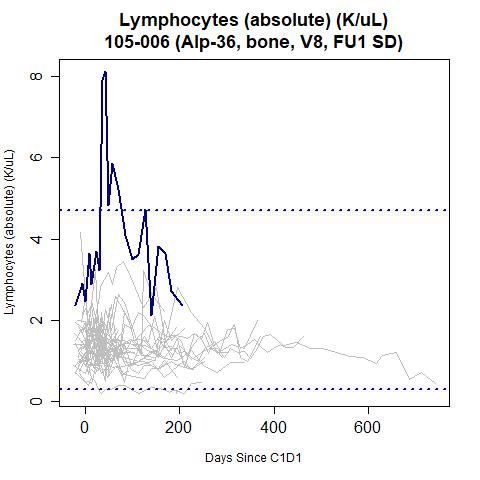 Lymphocytes (absolute) (K/uL)
105-006 (Alp-36, bone, V8, FU1 SD)
Lymphocytes (absolute) (K/uL)
8
6
4
2
0
0 200 400 600
Days Since C1D1